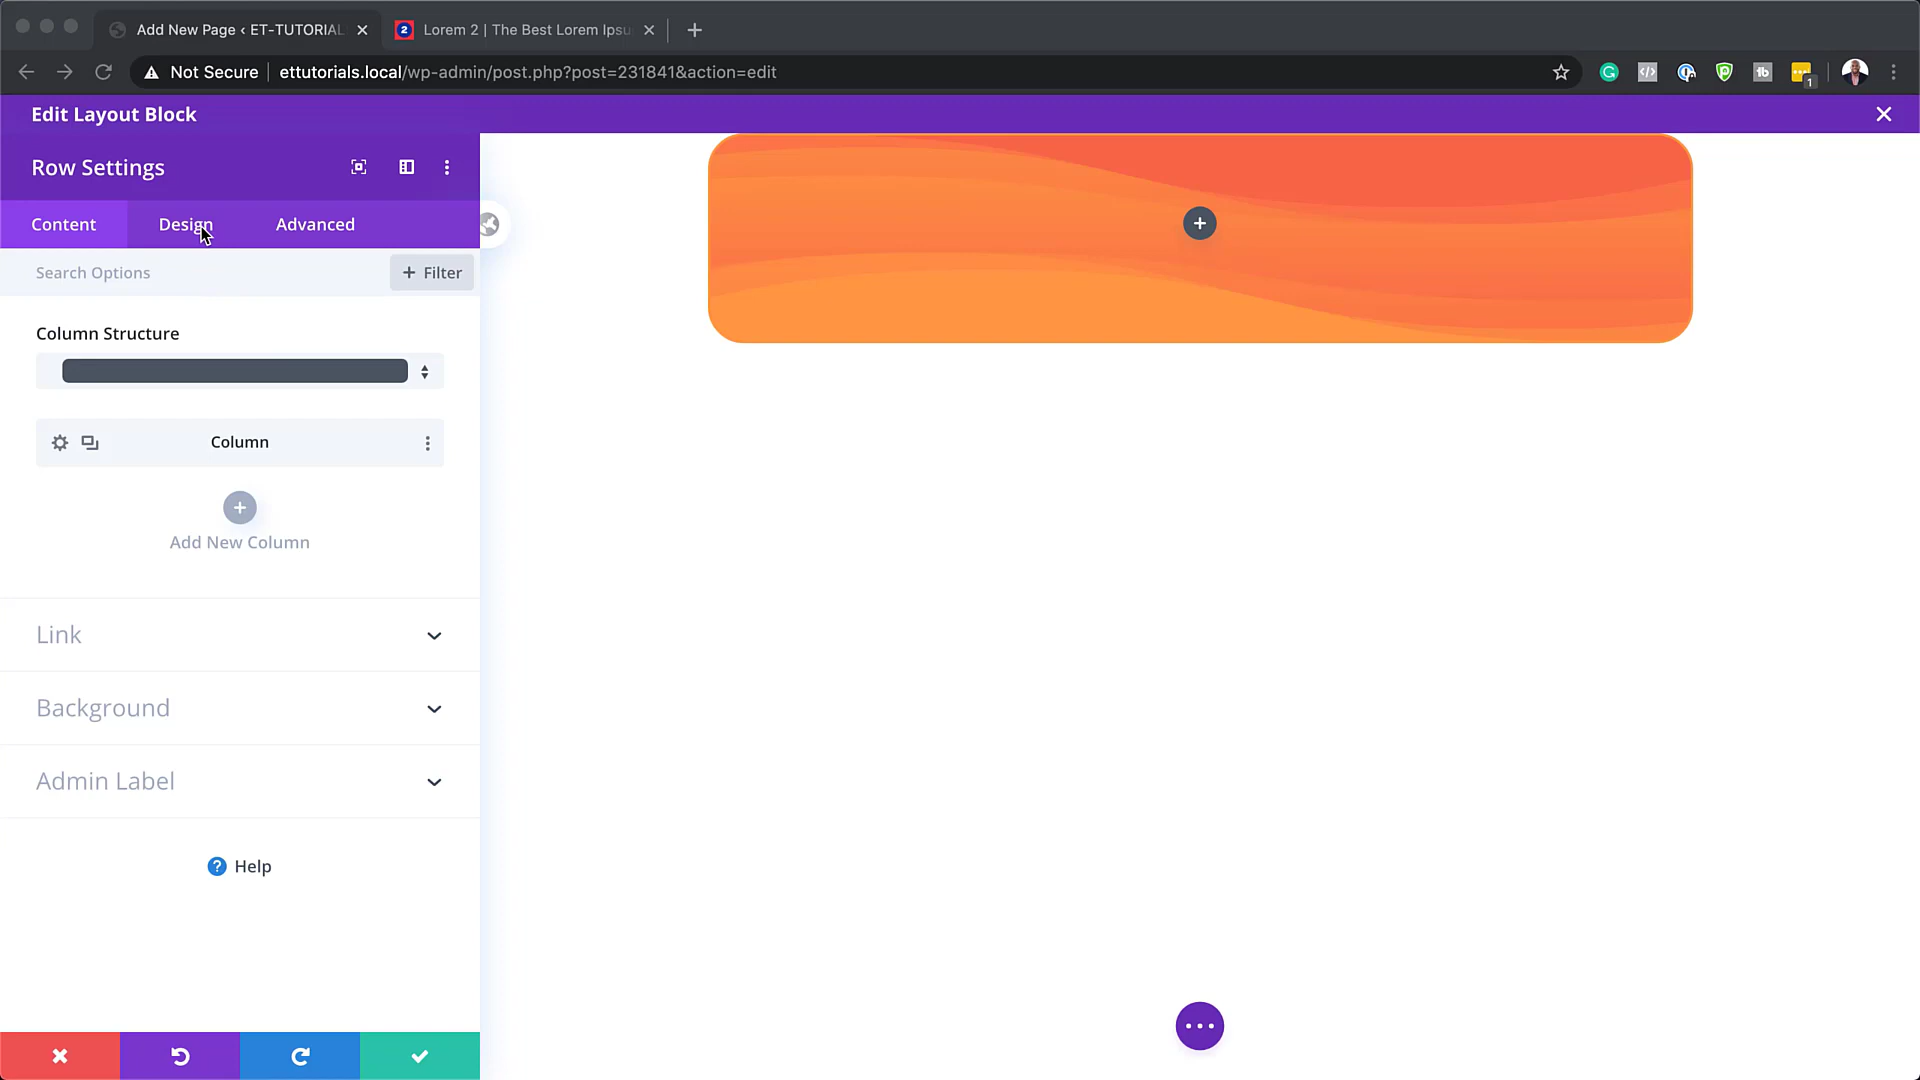 Add New Page ‹ ET-TUTORIAL
2
Lorem 2 | The Best Lorem Ipsu
Not Secure
ettutorials.local/wp-admin/post.php?post=231841&action=edit
1
Edit Layout Block
Row Settings
Content
Design
Advanced
Search Options
+ Filter
Column Structure
Column
Add New Column
Link
Background
Admin Label
? Help